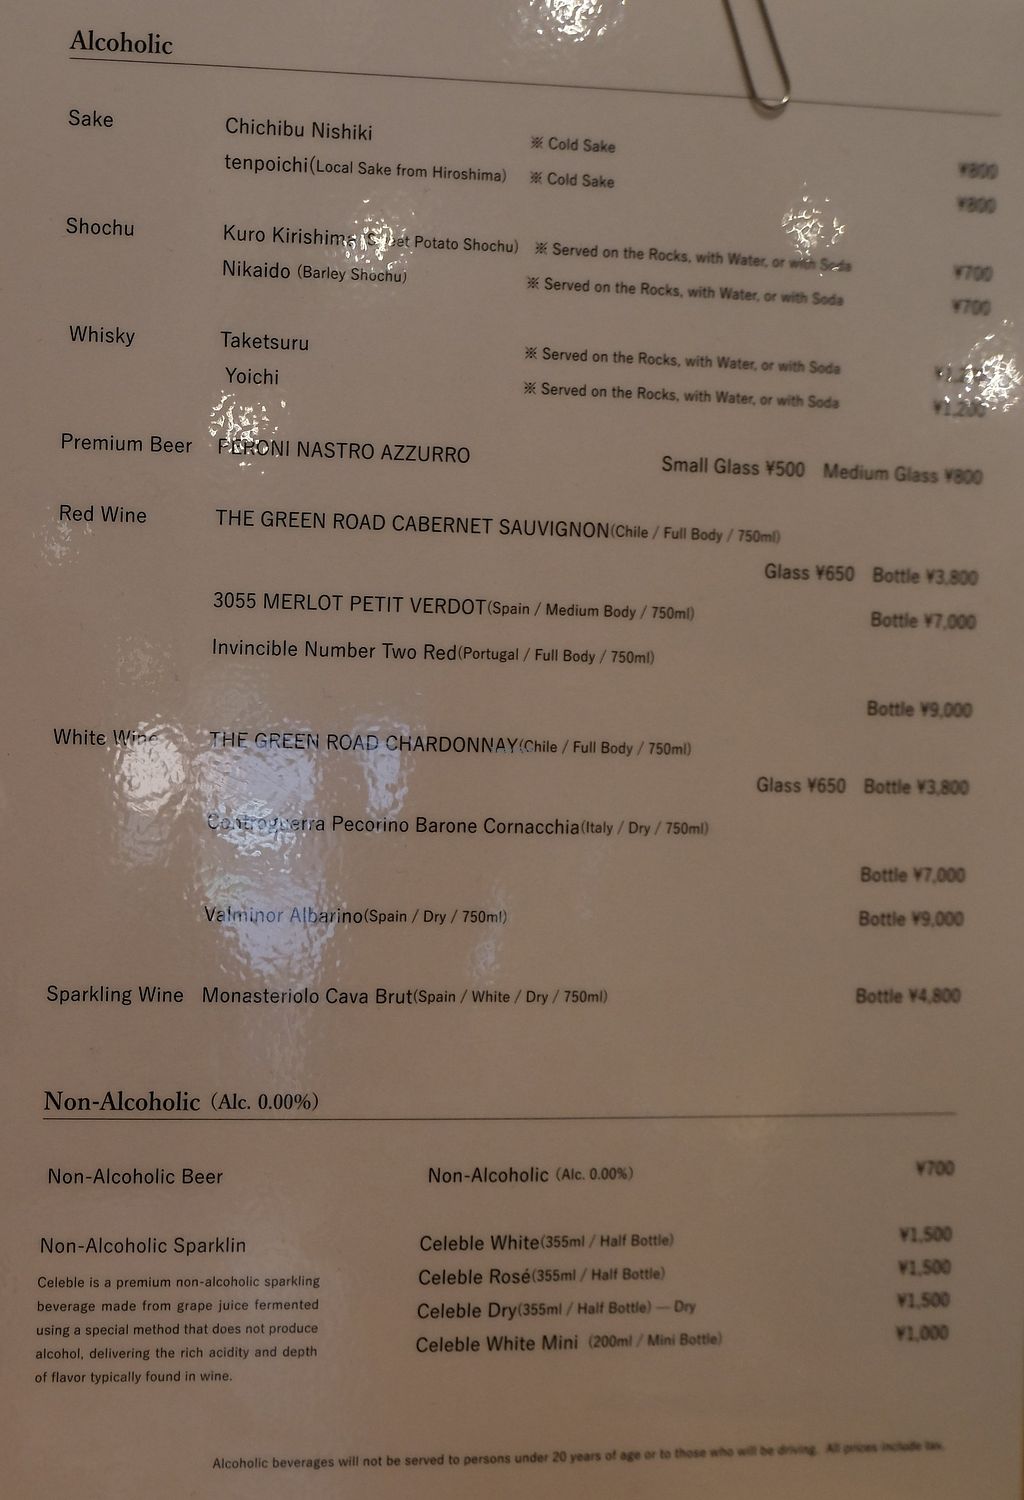 Alcoholic
Sake Chichibu Nishiki ※ Cold Sake ¥800
tenpoichi(Local Sake from Hiroshima) ※ Cold Sake ¥800
Shochu Kuro Kirishima (Sweet Potato Shochu) ※ Served on the Rocks, with Water, or with Soda ¥700
Nikaido (Barley Shochu) ※ Served on the Rocks, with Water, or with Soda ¥700
Whisky Taketsuru ※ Served on the Rocks, with Water, or with Soda
Yoichi ※ Served on the Rocks, with Water, or with Soda ¥1,200
Premium Beer PERONI NASTRO AZZURRO Small Glass ¥500 Medium Glass ¥800
Red Wine THE GREEN ROAD CABERNET SAUVIGNON(Chile / Full Body / 750ml)
Glass ¥650 Bottle ¥3,800
3055 MERLOT PETIT VERDOT(Spain / Medium Body / 750ml) Bottle ¥7,000
Invincible Number Two Red(Portugal / Full Body / 750ml)
Bottle ¥9,000
White Wine THE GREEN ROAD CHARDONNAY(Chile / Full Body / 750ml)
Glass ¥650 Bottle ¥3,800
Controguerra Pecorino Barone Cornacchia(Italy / Dry / 750ml)
Bottle ¥7,000
Valminor Albarino(Spain / Dry / 750ml) Bottle ¥9,000
Sparkling Wine Monasteriolo Cava Brut(Spain / White / Dry / 750ml) Bottle ¥4,800
Non-Alcoholic (Alc. 0.00%)
Non-Alcoholic Beer Non-Alcoholic (Alc. 0.00%) ¥700
Non-Alcoholic Sparklin Celeble White(355ml / Half Bottle) ¥1,500
Celeble Rosé(355ml / Half Bottle) ¥1,500
Celeble Dry(355ml / Half Bottle) — Dry ¥1,500
Celeble White Mini (200ml / Mini Bottle) ¥1,000
Celeble is a premium non-alcoholic sparkling
beverage made from grape juice fermented
using a special method that does not produce
alcohol, delivering the rich acidity and depth
of flavor typically found in wine.
Alcoholic beverages will not be served to persons under 20 years of age or to those who will be driving. All prices include tax.